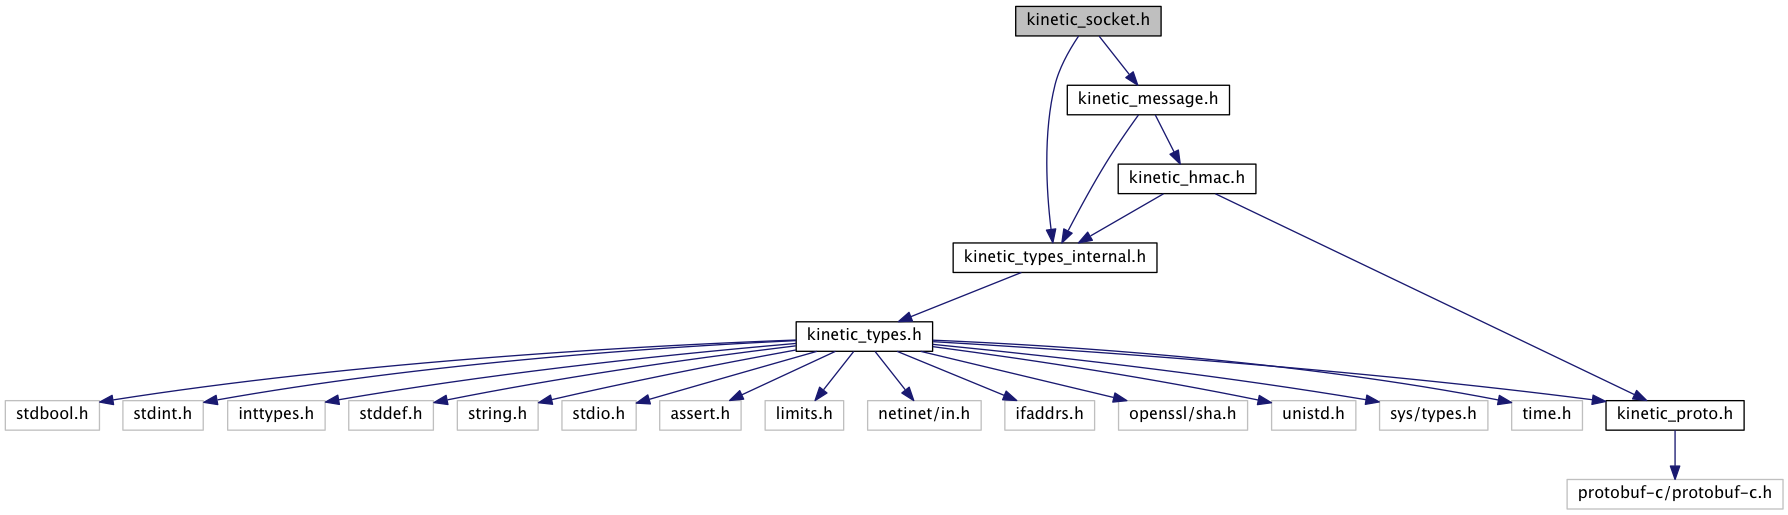 kinetic_socket.h
kinetic_message.h
kinetic_hmac.h
kinetic_types_internal.h
kinetic_types.h
stdbool.h
stdint.h
inttypes.h
stddef.h
string.h
stdio.h
assert.h
limits.h
netinet/in.h
ifaddrs.h
openssl/sha.h
unistd.h
sys/types.h
time.h
kinetic_proto.h
protobuf-c/protobuf-c.h